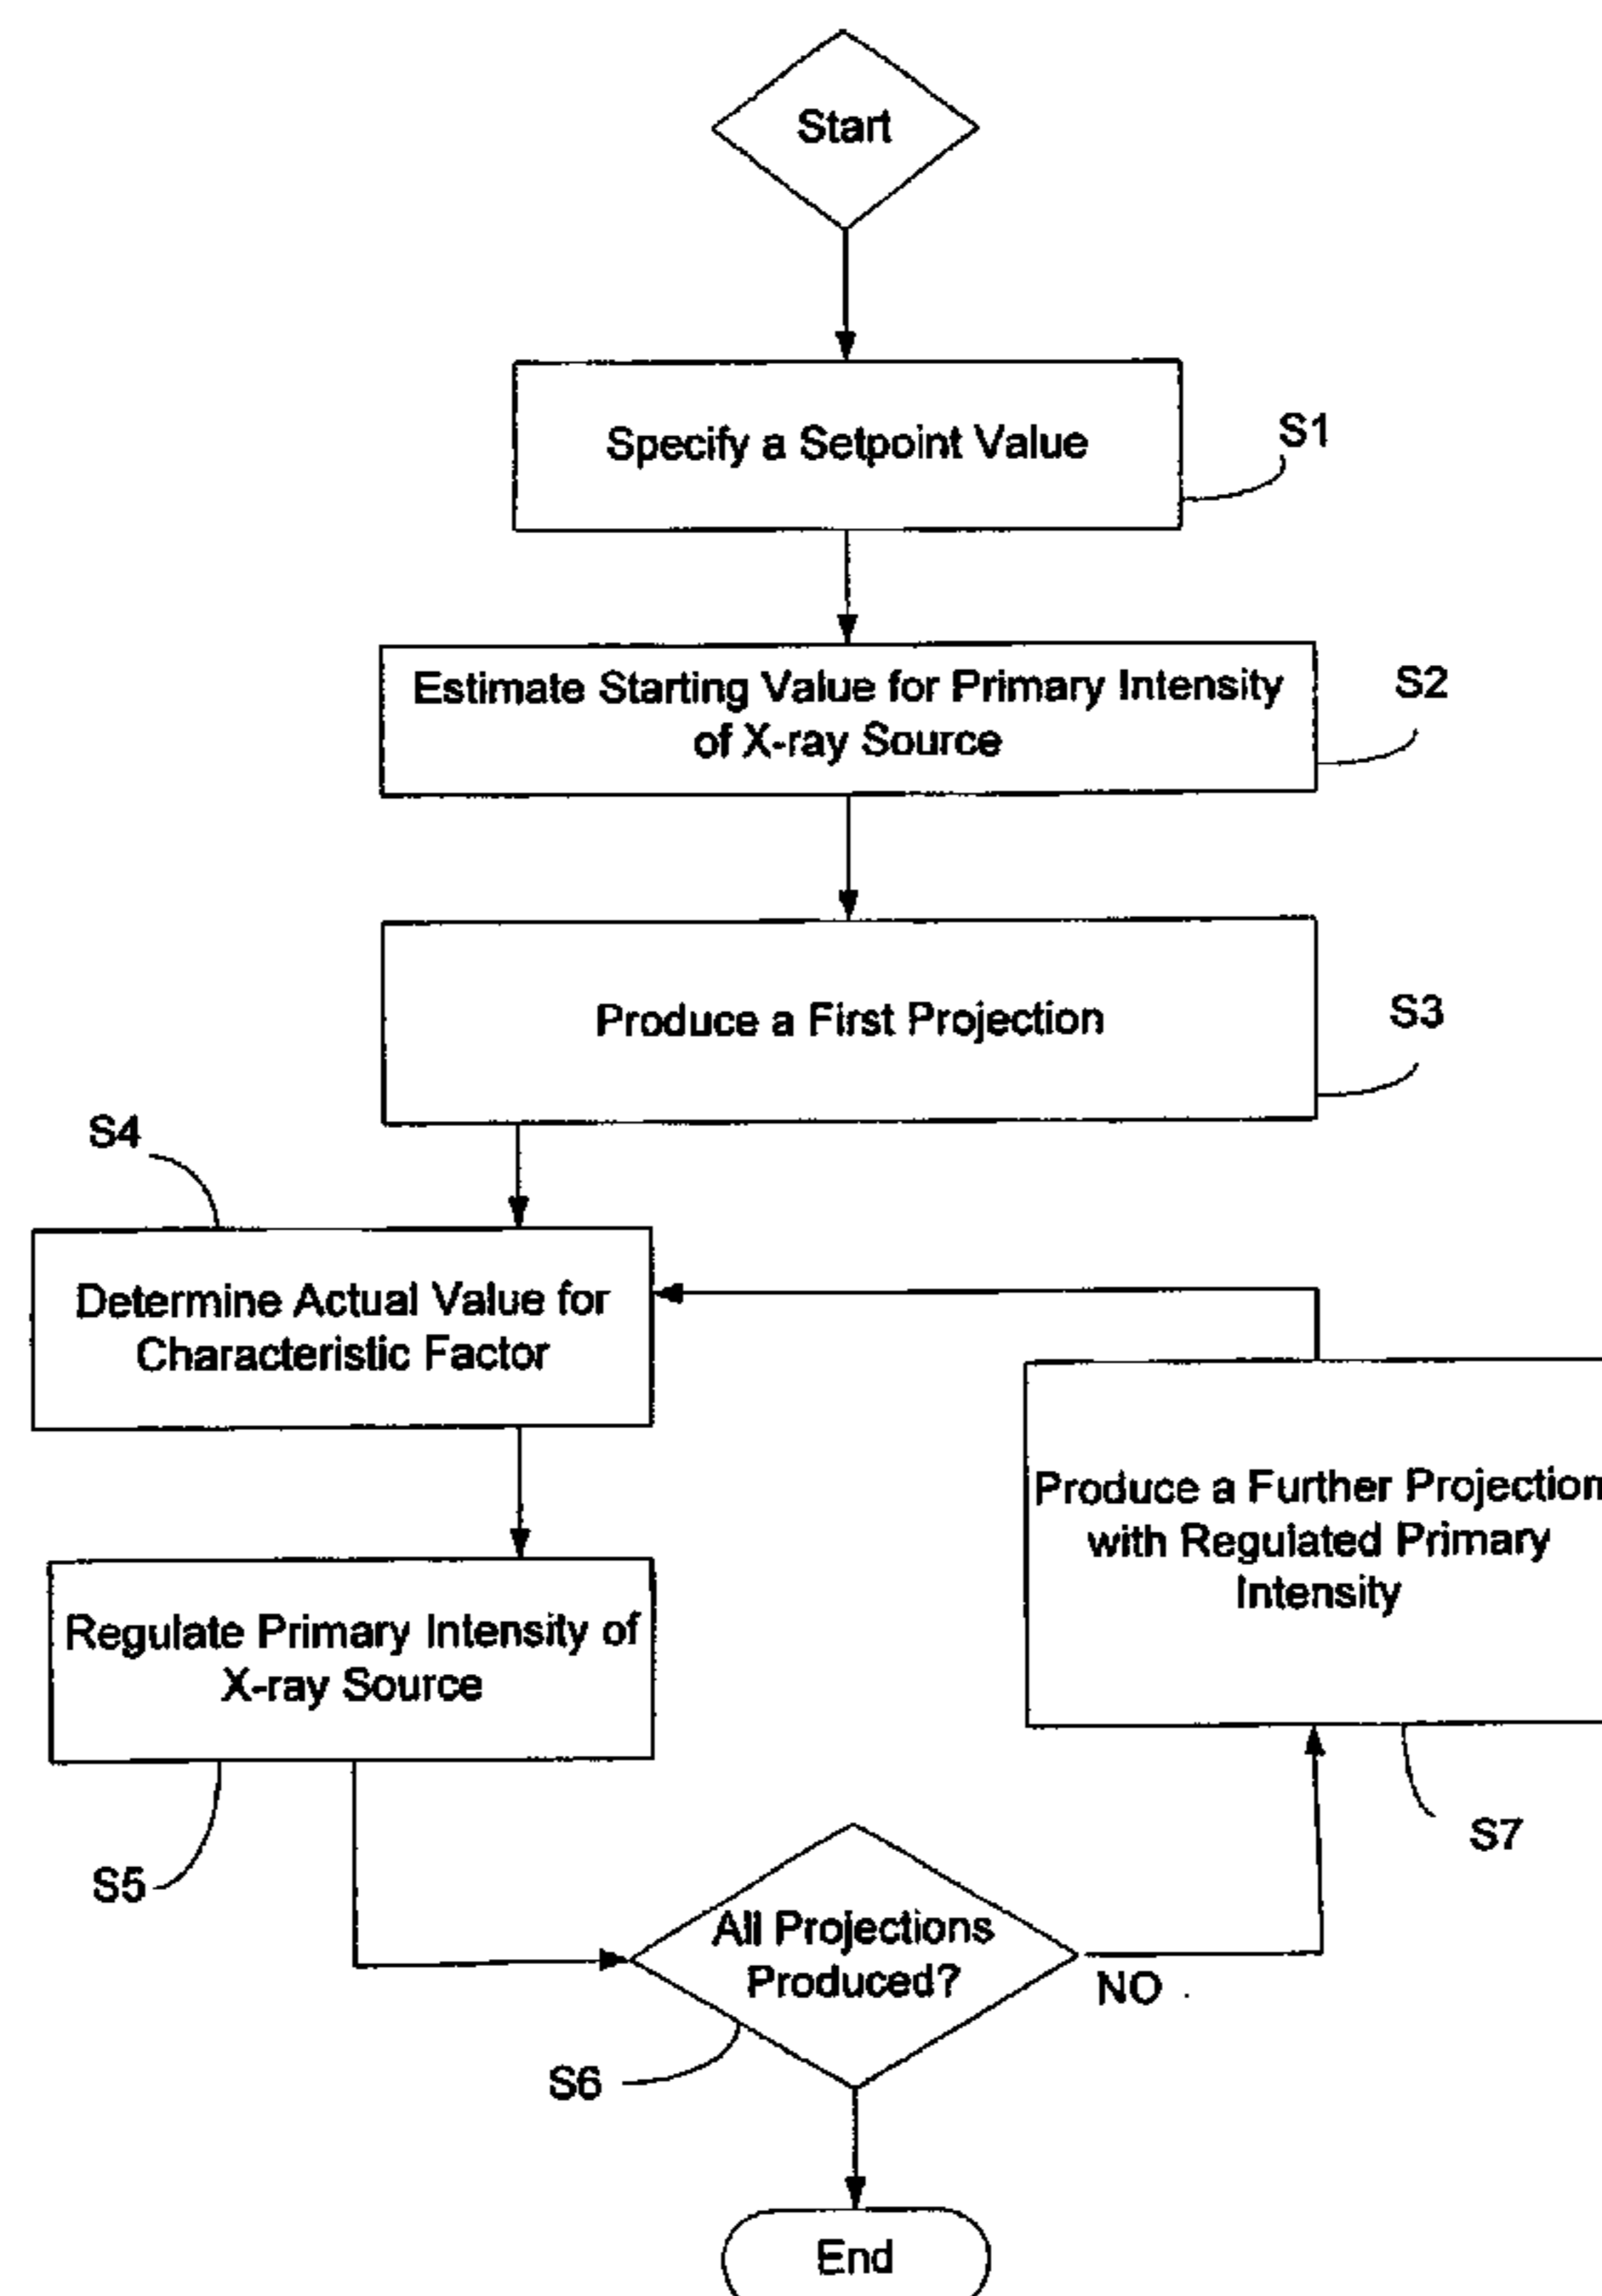 Start
Specify a Setpoint Value
S1
Estimate Starting Value for Primary Intensity
of X-ray Source
S2
Produce a First Projection
S3
S4
Determine Actual Value for
Characteristic Factor
Regulate Primary Intensity of
X-ray Source
S5
Produce a Further Projection
with Regulated Primary
Intensity
S7
All Projections
Produced?
NO
S6
End